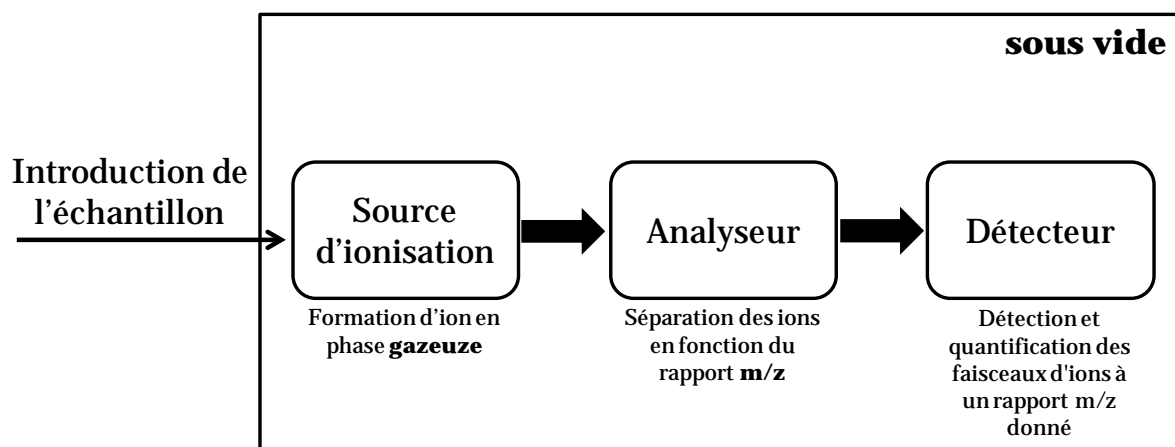 sous vide
Introduction de
l’échantillon
Source
d'ionisation
Analyseur
Détecteur
Formation d’ion en
phase gazeuze
Séparation des ions
en fonction du
rapport m/z
Détection et
quantification des
faisceaux d'ions à
un rapport m/z
donné